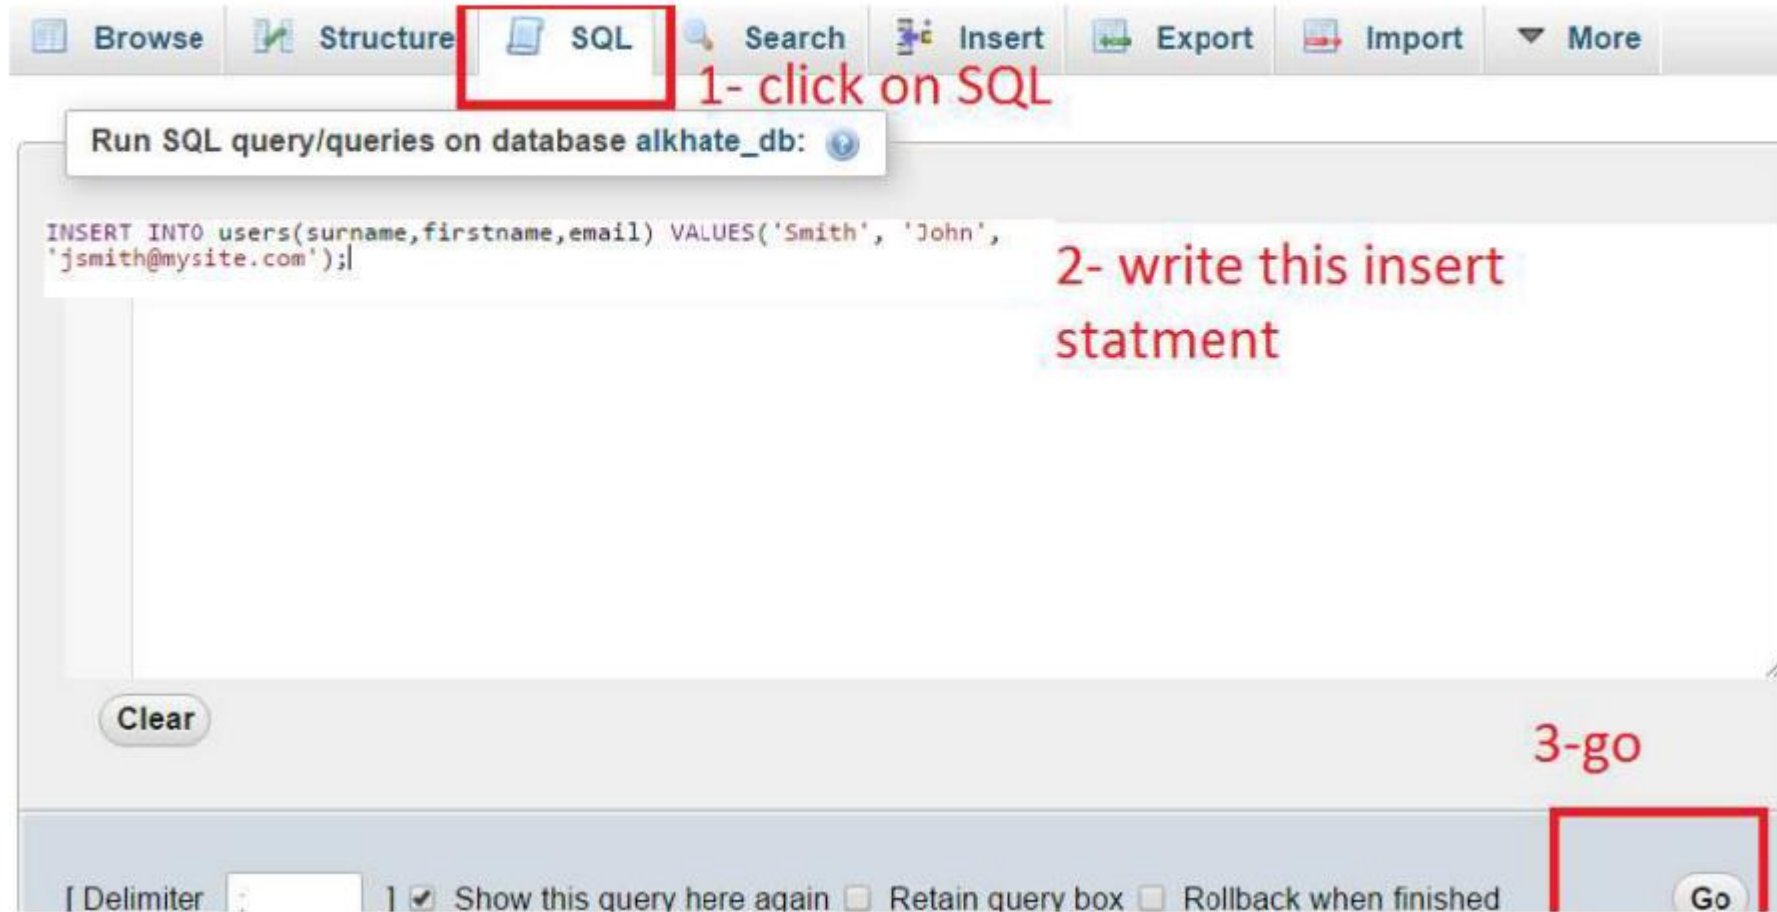 Browse Structure SQL Search Insert Export Import More
1- click on SQL
Run SQL query/queries on database alkhate_db:
INSERT INTO users(surname,firstname,email) VALUES('Smith', 'John',
'jsmith@mysite.com');
2- write this insert
statment
Clear
3-go
[ Delimiter ; ] Show this query here again Retain query box Rollback when finished Go